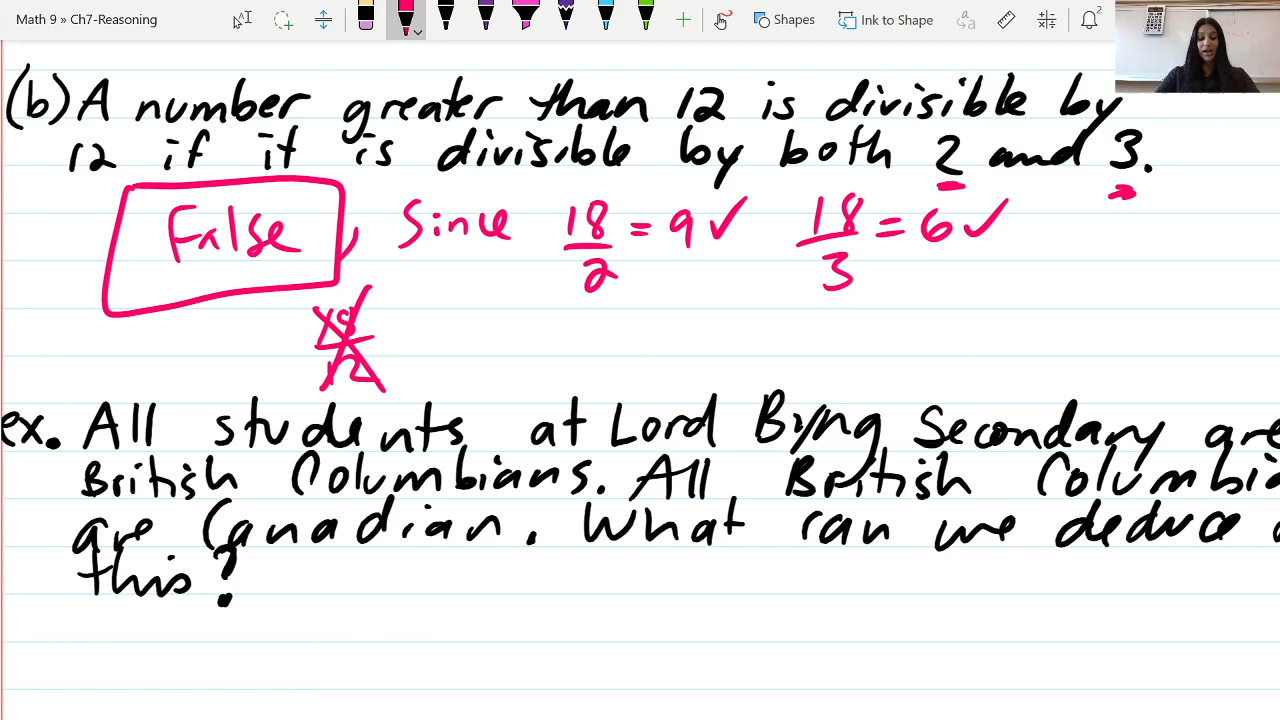 Math 9 » Ch7-Reasoning
Shapes
Ink to Shape
2
(b) A number greater than 12 is divisible by
12 if it is divisible by both 2 and 3.
False, Since 18/2 = 9 ✓ 18/3 = 6 ✓
18/12
ex. All students at Lord Byng Secondary are
British Columbians. All British
are Canadian. What can we deduce
this?